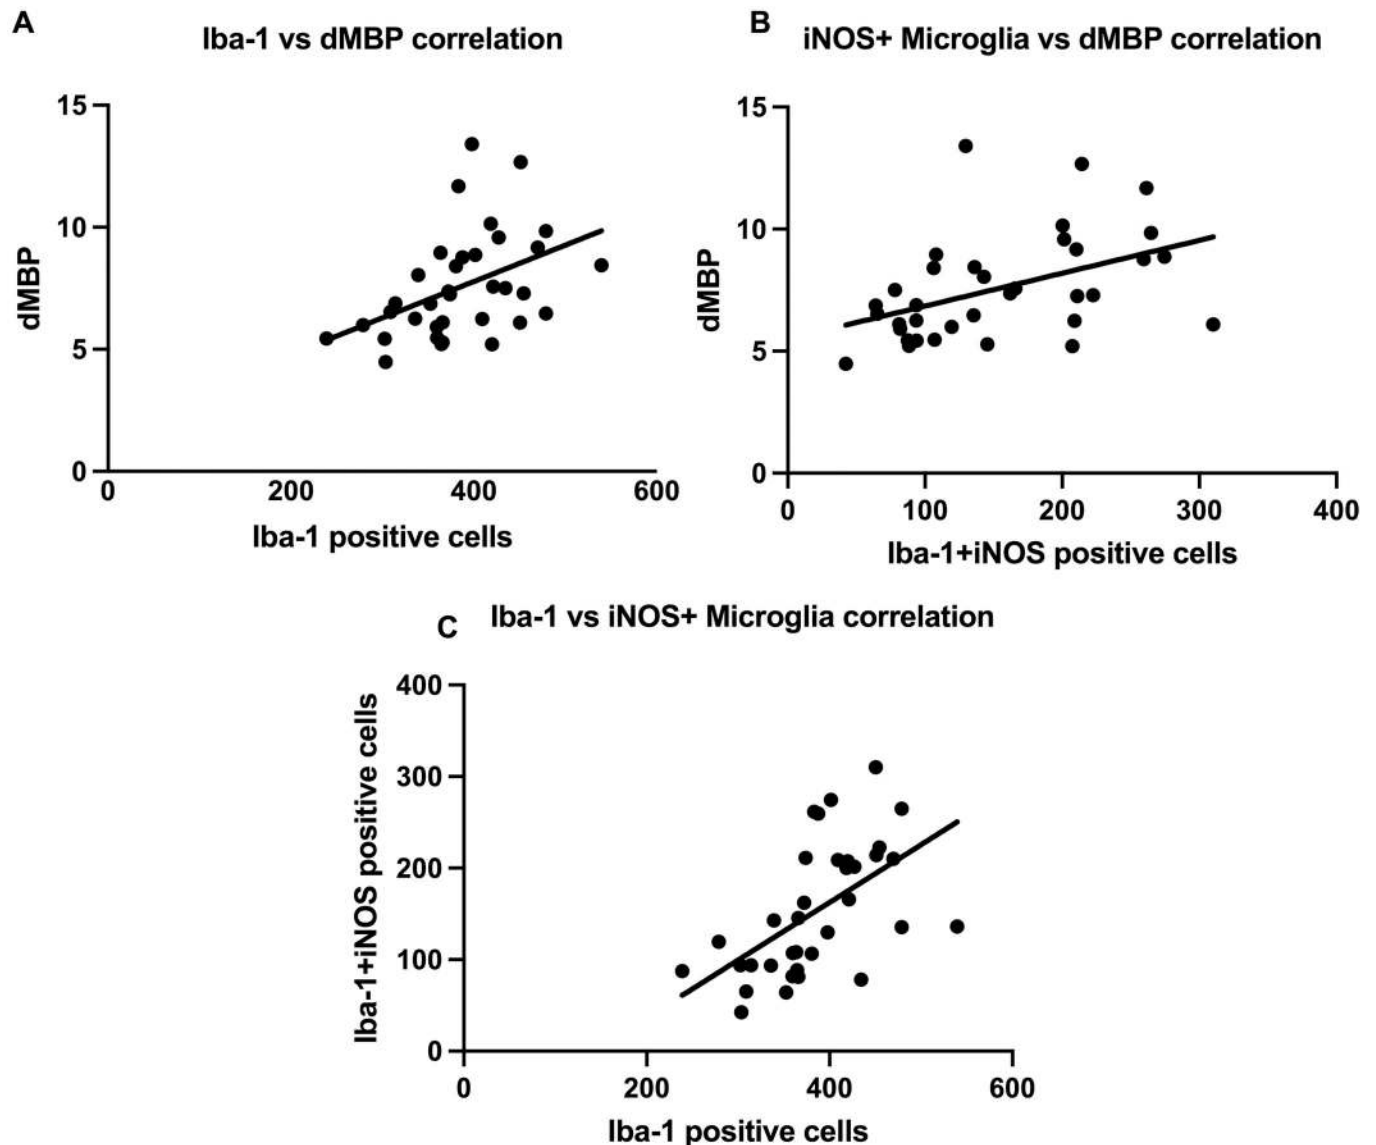 A
Iba-1 vs dMBP correlation
15
10
5
0
dMBP
0
200
400
600
Iba-1 positive cells
B
iNOS+ Microglia vs dMBP correlation
15
10
5
0
dMBP
0
100
200
300
400
Iba-1+iNOS positive cells
C
Iba-1 vs iNOS+ Microglia correlation
400
300
200
100
0
Iba-1+iNOS positive cells
0
200
400
600
Iba-1 positive cells